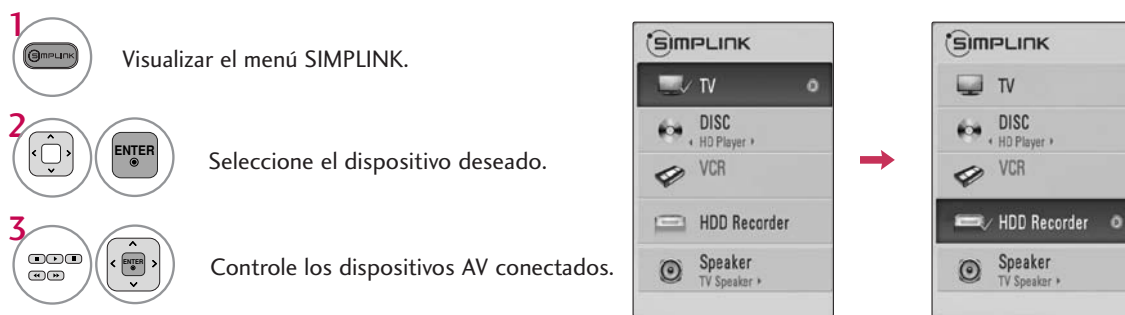 1
SIMPLINK
Visualizar el menú SIMPLINK.
2
ENTER
Seleccione el dispositivo deseado.
3
ENTER
Controle los dispositivos AV conectados.
SIMPLINK
TV
DISC
HD Player
VCR
HDD Recorder
Speaker
TV Speaker
SIMPLINK
TV
DISC
HD Player
VCR
HDD Recorder
Speaker
TV Speaker